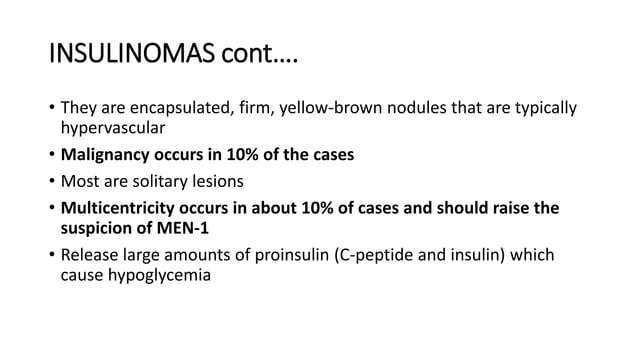 INSULINOMAS cont….
• They are encapsulated, firm, yellow-brown nodules that are typically
hypervascular
• Malignancy occurs in 10% of the cases
• Most are solitary lesions
• Multicentricity occurs in about 10% of cases and should raise the
suspicion of MEN-1
• Release large amounts of proinsulin (C-peptide and insulin) which
cause hypoglycemia